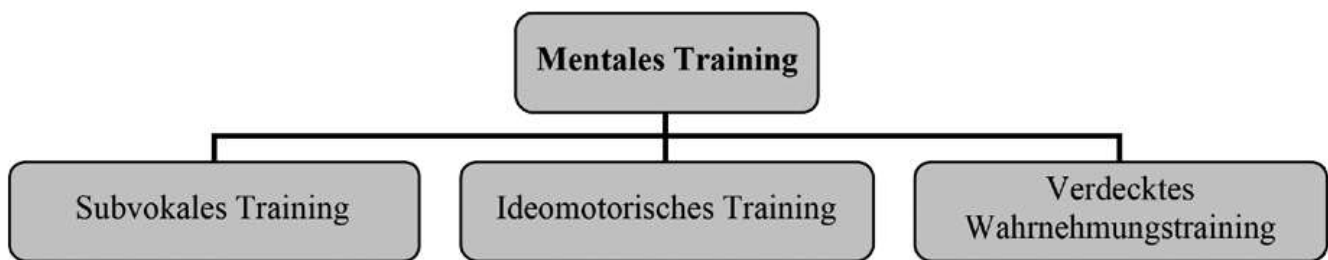 Mentales Training
Subvokales Training
Ideomotorisches Training
Verdecktes
Wahrnehmungstraining